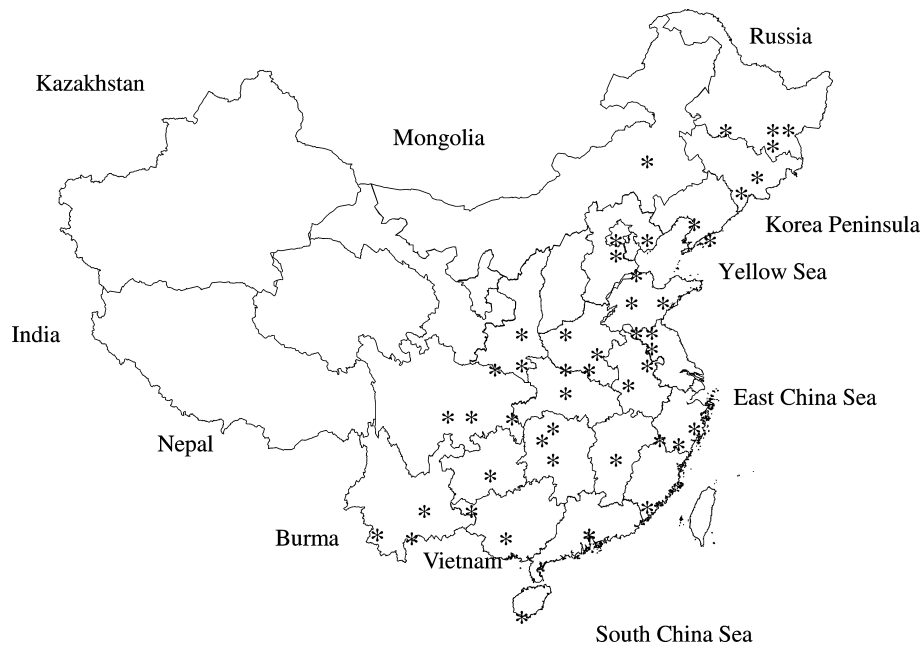 Russia
Kazakhstan
Mongolia
Korea Peninsula
Yellow Sea
India
East China Sea
Nepal
Burma
Vietnam
South China Sea